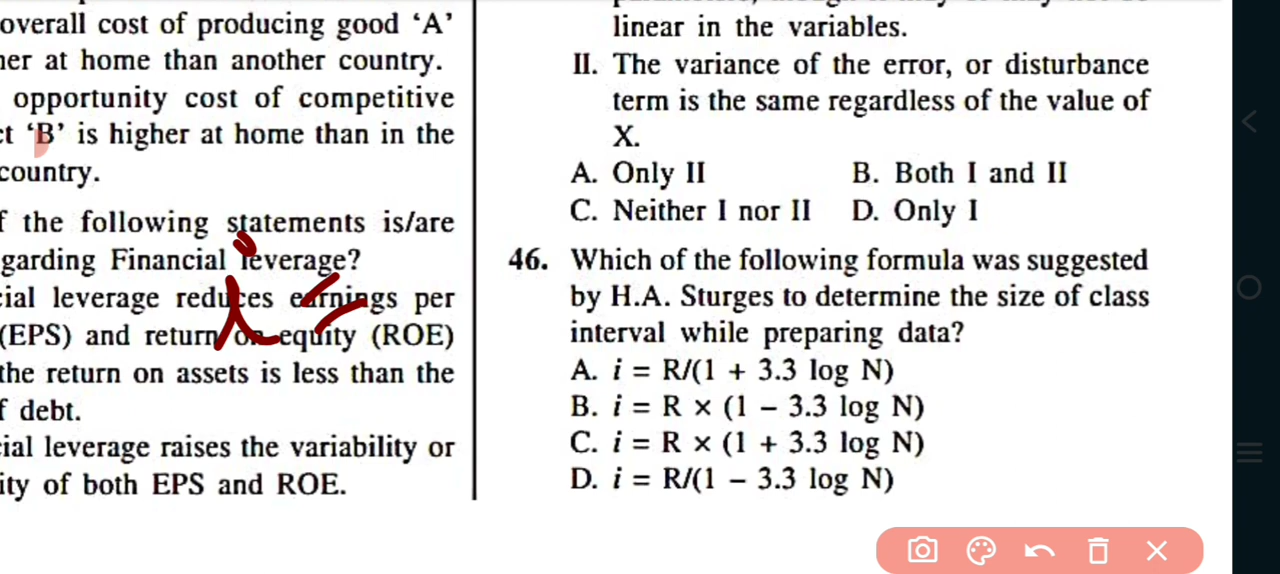 overall cost of producing good ‘A’
at home than another country.
opportunity cost of competitive
‘B’ is higher at home than in the
country.
the following statements is/are
garding Financial leverage?
ial leverage reduces earnings per
(EPS) and return on equity (ROE)
the return on assets is less than the
debt.
ial leverage raises the variability or
ity of both EPS and ROE.
linear in the variables.
II. The variance of the error, or disturbance
term is the same regardless of the value of
X.
A. Only II B. Both I and II
C. Neither I nor II D. Only I
46. Which of the following formula was suggested
by H.A. Sturges to determine the size of class
interval while preparing data?
A. i = R/(1 + 3.3 log N)
B. i = R × (1 – 3.3 log N)
C. i = R × (1 + 3.3 log N)
D. i = R/(1 – 3.3 log N)